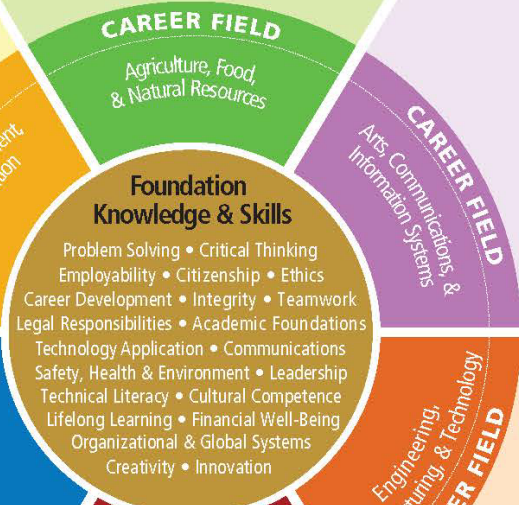 CAREER FIELD
Agriculture, Food,
& Natural Resources
CAREER FIELD
Arts, Communications, &
Information Systems
Foundation
Knowledge & Skills
Problem Solving • Critical Thinking
Employability • Citizenship • Ethics
Career Development • Integrity • Teamwork
Legal Responsibilities • Academic Foundations
Technology Application • Communications
Safety, Health & Environment • Leadership
Technical Literacy • Cultural Competence
Lifelong Learning • Financial Well-Being
Organizational & Global Systems
Creativity • Innovation
Engineering,
& Technology
FIELD